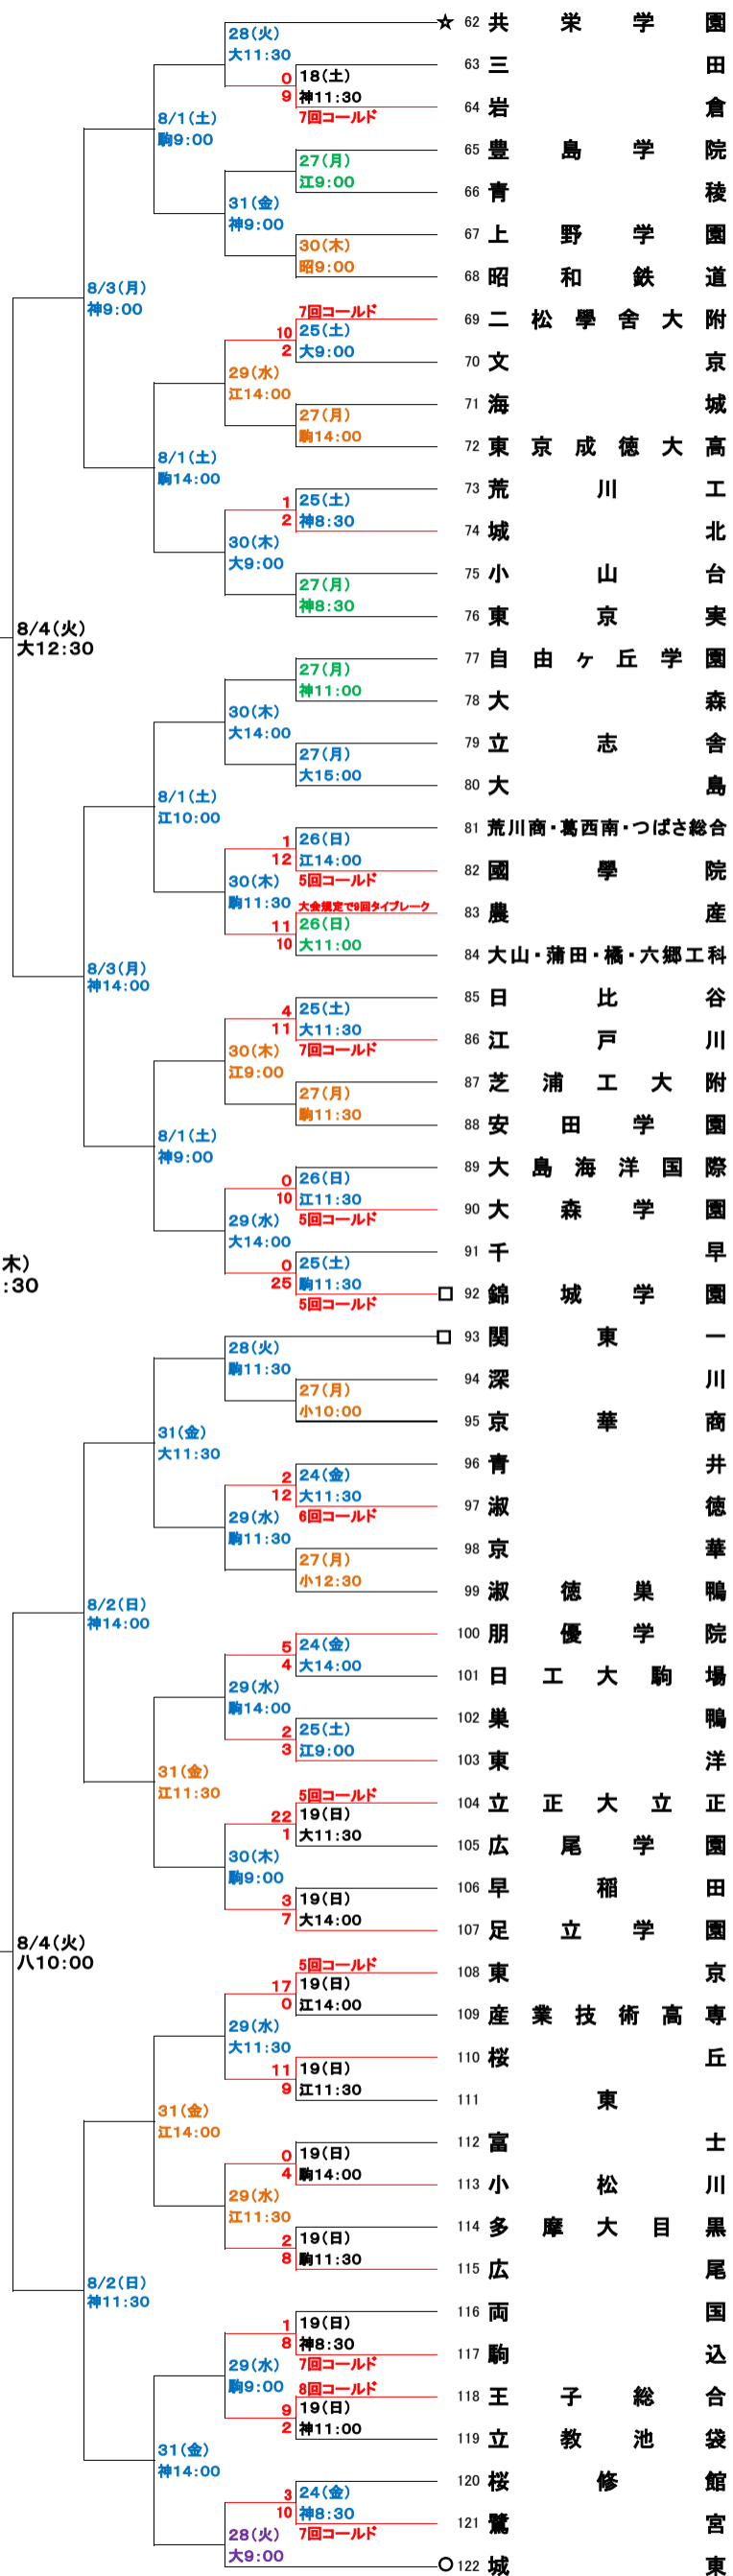 ☆ 62 共栄学園
28(火)
大11:30
63 三田
0 18(土)
9 神11:30
7回コールド
64 岩倉
8/1(土)
駒9:00
65 豊島学院
27(月)
江9:00
66 青稜
31(金)
神9:00
67 上野学園
30(木)
昭9:00
68 昭和鉄道
8/3(月)
神9:00
7回コールド
69 二松學舍大附
10 25(土)
2 大9:00
70 文京
29(水)
江14:00
71 海城
27(月)
駒14:00
72 東京成徳大高
8/1(土)
駒14:00
73 荒川工
1 25(土)
2 神8:30
74 城北
30(木)
大9:00
75 小山台
27(月)
神8:30
76 東京実
8/4(火)
大12:30
77 自由ヶ丘学園
27(月)
神11:00
78 大森
30(木)
大14:00
79 立志舎
27(月)
大15:00
80 大島
8/1(土)
江10:00
81 荒川商・葛西南・つばさ総合
1 26(日)
12 江14:00
5回コールド
82 國學院
30(木)
駒11:30
大会規定で9回タイブレーク
83 農産
11 26(日)
10 大11:00
84 大山・蒲田・橘・六郷工科
8/3(月)
神14:00
85 日比谷
4 25(土)
11 大11:30
7回コールド
86 江戸川
30(木)
江9:00
87 芝浦工大附
27(月)
駒11:30
88 安田学園
8/1(土)
神9:00
89 大島海洋国際
0 26(日)
10 江11:30
5回コールド
90 大森学園
29(水)
大14:00
91 千早
0 25(土)
25 駒11:30
5回コールド
□ 92 錦城学園
木)
:30
□ 93 関東一
28(火)
駒11:30
94 深川
27(月)
小10:00
95 京華商
31(金)
大11:30
96 青井
2 24(金)
12 大11:30
6回コールド
97 淑徳
29(水)
駒11:30
98 京華
27(月)
小12:30
99 淑徳巣鴨
8/2(日)
神14:00
100 朋優学院
5 24(金)
4 大14:00
101 日工大駒場
29(水)
駒14:00
102 巣鴨
2 25(土)
3 江9:00
103 東洋
31(金)
江11:30
5回コールド
104 立正大立正
22 19(日)
1 大11:30
105 広尾学園
30(木)
駒9:00
106 早稲田
3 19(日)
7 大14:00
107 足立学園
8/4(火)
八10:00
5回コールド
108 東京
17 19(日)
0 江14:00
109 産業技術高専
29(水)
大11:30
110 桜丘
11 19(日)
9 江11:30
111 東
31(金)
江14:00
112 富士
0 19(日)
4 駒14:00
113 小松川
29(水)
江11:30
114 多摩大目黒
2 19(日)
8 駒11:30
115 広尾
8/2(日)
神11:30
116 両国
1 19(日)
8 神8:30
7回コールド
117 駒込
29(水)
駒9:00
8回コールド
118 王子総合
9 19(日)
2 神11:00
119 立教池袋
31(金)
神14:00
120 桜修館
3 24(金)
10 神8:30
7回コールド
121 鷺宮
28(火)
大9:00
○ 122 城東